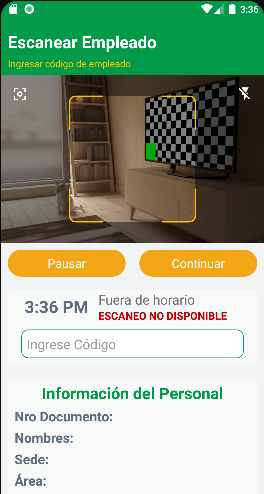 3:36
Escanear Empleado
Ingresar código de empleado
Pausar
Continuar
3:36 PM
Fuera de horario
ESCANEO NO DISPONIBLE
Ingrese Código
Información del Personal
Nro Documento:
Nombres:
Sede:
Área: